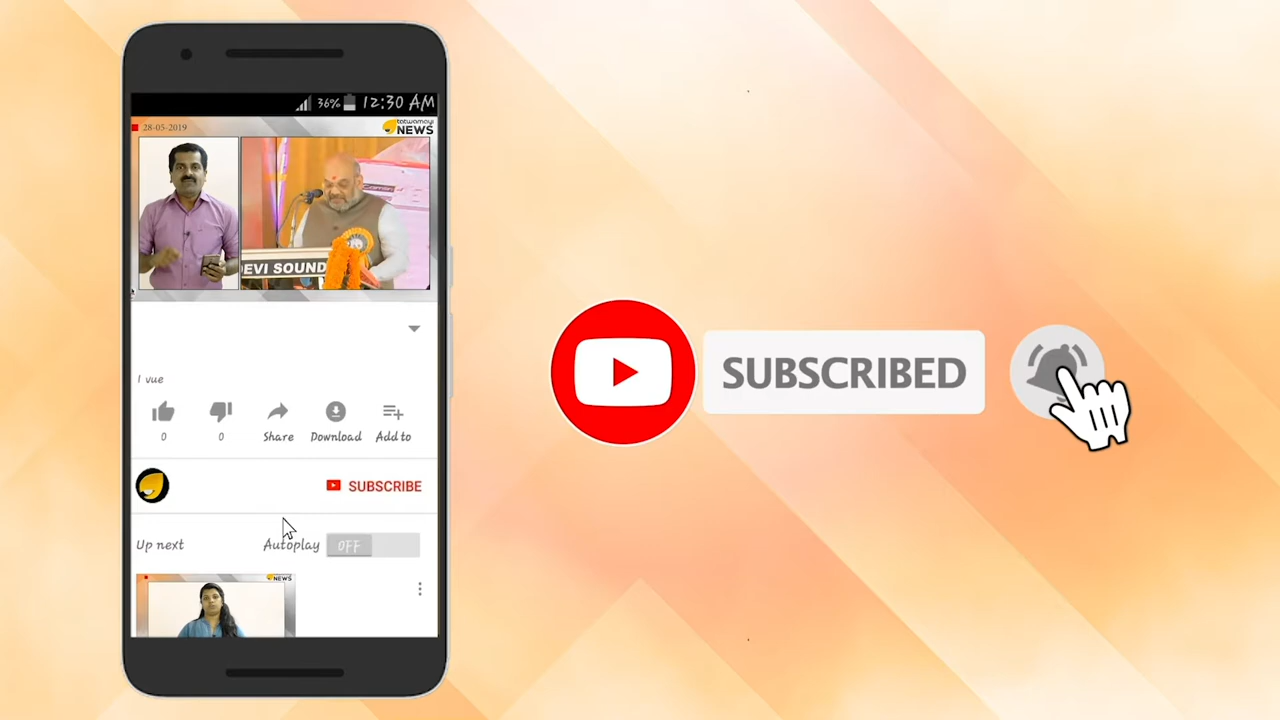 36% 12:30 AM
28-05-2019
tatwamayi
NEWS
DEVI SOUND
1 vue
0 0 Share Download Add to
SUBSCRIBE
Up next Autoplay OFF
NEWS
SUBSCRIBED